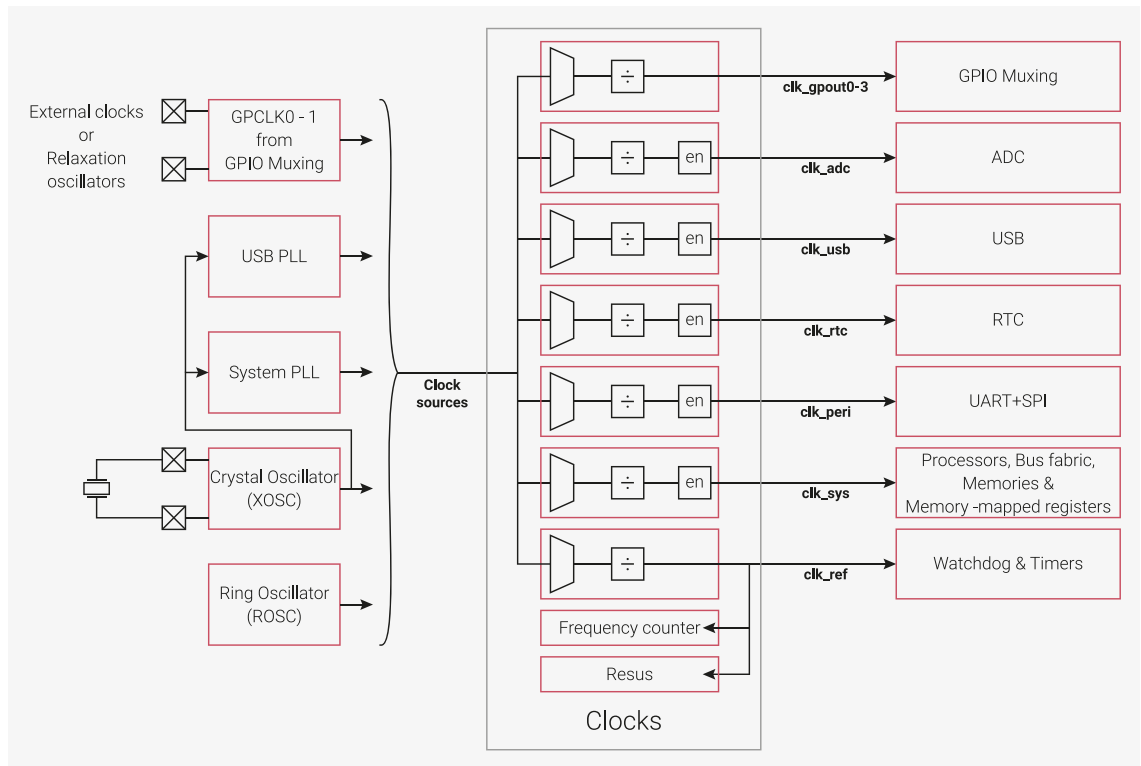 External clocks
or
Relaxation
oscillators
GPCLK0 - 1
from
GPIO Muxing
USB PLL
System PLL
Crystal Oscillator
(XOSC)
Ring Oscillator
(ROSC)
Clock
sources
÷
clk_gpout0-3
GPIO Muxing
÷
en
clk_adc
ADC
÷
en
clk_usb
USB
÷
en
clk_rtc
RTC
÷
en
clk_peri
UART+SPI
÷
en
clk_sys
Processors, Bus fabric,
Memories &
Memory -mapped registers
÷
clk_ref
Watchdog & Timers
Frequency counter
Resus
Clocks